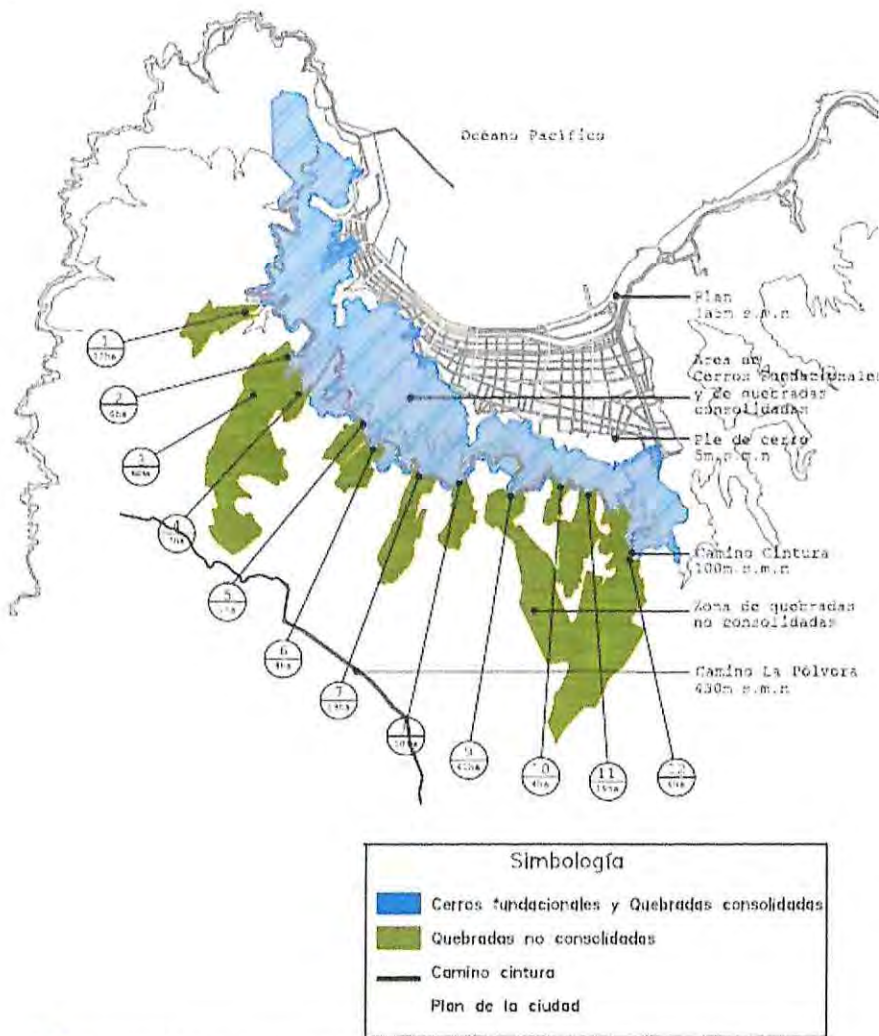 Océano Pacífico
Plan
Area de
Cerros Fundacionales
y de quebradas
consolidadas
Pie de cerro
5m.s.m.n
Camino Cintura
100m.s.m.n
Zona de quebradas
no consolidadas
Camino La Pólvora
430m s.m.n
1
2
3
4
5
6
7
8
9
10
11
12
Simbología
Cerros fundacionales y Quebradas consolidadas
Quebradas no consolidadas
Camino cintura
Plan de la ciudad